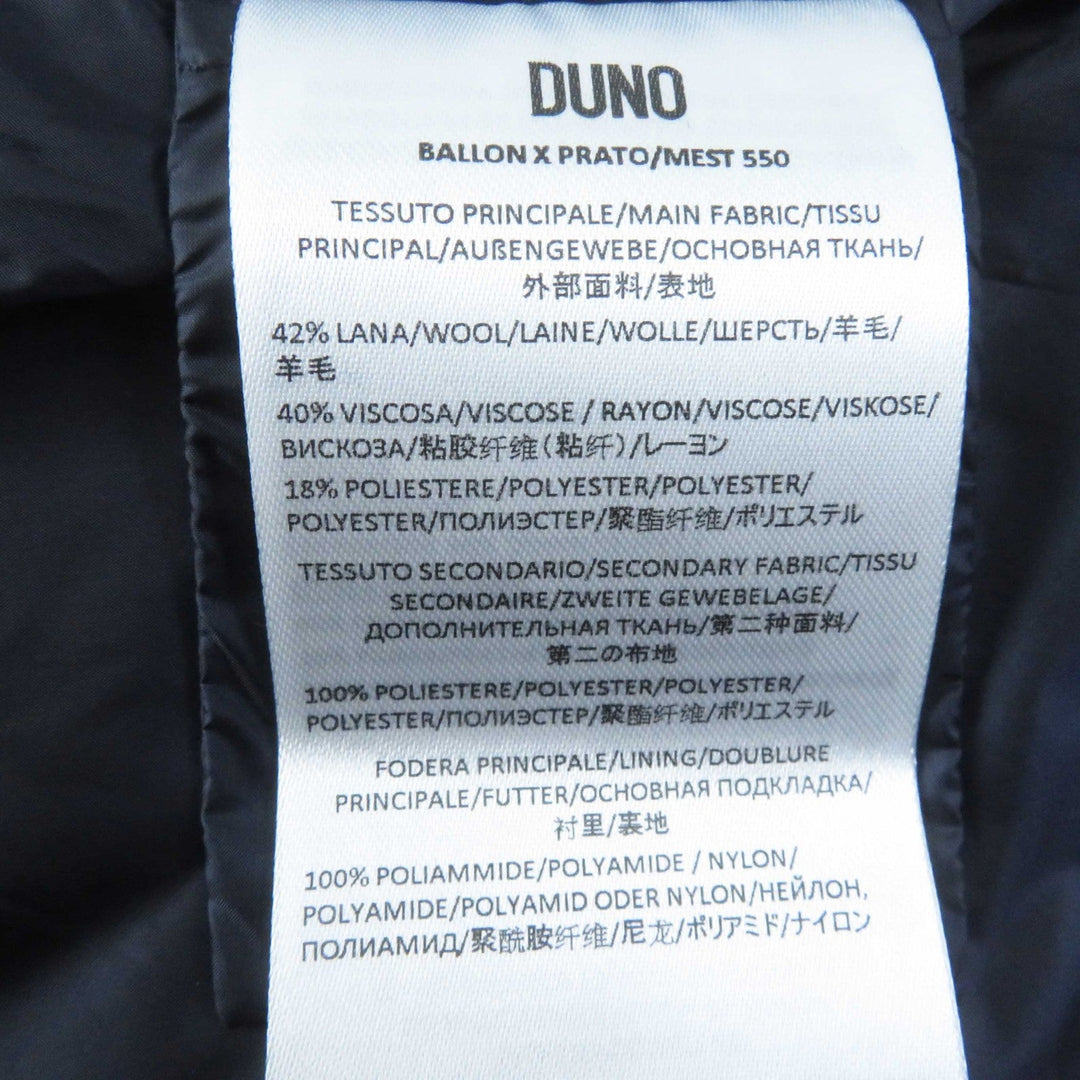 DUNO
BALLON X PRATO/MEST 550
TESSUTO PRINCIPALE/MAIN FABRIC/TISSU
PRINCIPAL/AUßENGEWEBE/ОСНОВНАЯ ТКАНЬ/
外部面料/表地
42% LANA/WOOL/LAINE/WOLLE/ШЕРСТЬ/羊毛/
羊毛
40% VISCOSA/VISCOSE / RAYON/VISCOSE/VISKOSE/
ВИСКОЗА/粘胶纤维(粘纤)/レーヨン
18% POLIESTERE/POLYESTER/POLYESTER/
POLYESTER/ПОЛИЭСТЕР/聚酯纤维/ポリエステル
TESSUTO SECONDARIO/SECONDARY FABRIC/TISSU
SECONDAIRE/ZWEITE GEWEBELAGE/
ДОПОЛНИТЕЛЬНАЯ ТКАНЬ/第二种面料/
第二の布地
100% POLIESTERE/POLYESTER/POLYESTER/
POLYESTER/ПОЛИЭСТЕР/聚酯纤维/ポリエステル
FODERA PRINCIPALE/LINING/DOUBLURE
PRINCIPALE/FUTTER/ОСНОВНАЯ ПОДКЛАДКА/
衬里/裏地
100% POLIAMMIDE/POLYAMIDE / NYLON/
POLYAMIDE/POLYAMID ODER NYLON/НЕЙЛОН,
ПОЛИАМИД/聚酰胺纤维/尼龙/ポリアミド/ナイロン